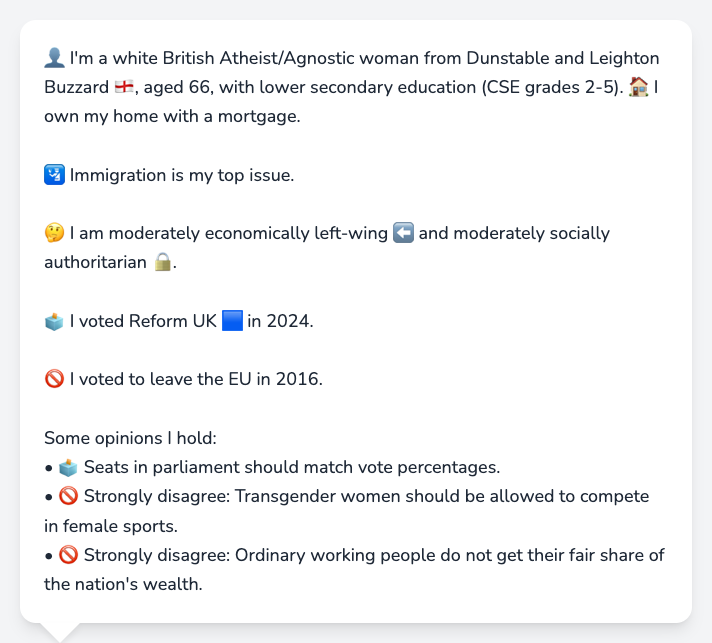 👤 I'm a white British Atheist/Agnostic woman from Dunstable and Leighton
Buzzard 🏴󠁧󠁢󠁥󠁮󠁧󠁿, aged 66, with lower secondary education (CSE grades 2-5). 🏠 I
own my home with a mortgage.
🛂 Immigration is my top issue.
🤔 I am moderately economically left-wing ⬅️ and moderately socially
authoritarian 🔒.
🗳️ I voted Reform UK 🟦 in 2024.
🚫 I voted to leave the EU in 2016.
Some opinions I hold:
• 🗳️ Seats in parliament should match vote percentages.
• 🚫 Strongly disagree: Transgender women should be allowed to compete
in female sports.
• 🚫 Strongly disagree: Ordinary working people do not get their fair share of
the nation's wealth.